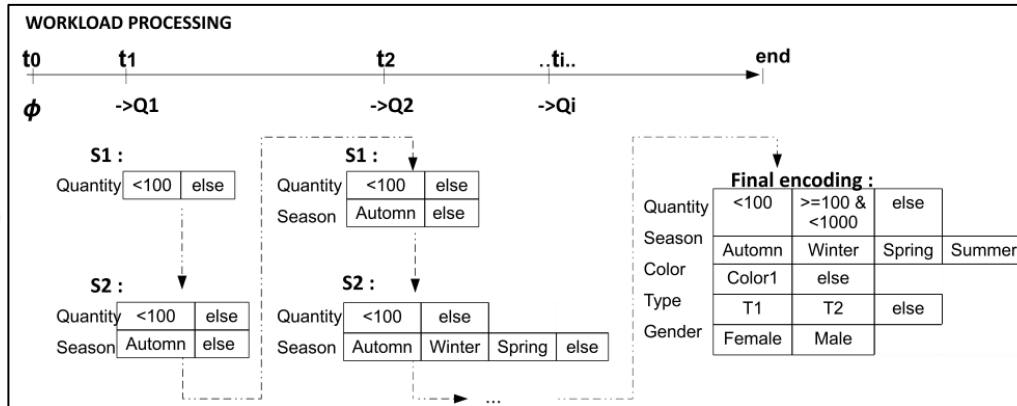 WORKLOAD PROCESSING
t0 t1 t2 ..ti.. end
ϕ ->Q1 ->Q2 ->Qi
S1 :
Quantity <100 else
S2 :
Quantity <100 else
Season Automn else
S1 :
Quantity <100 else
Season Automn else
S2 :
Quantity <100 else
Season Automn Winter Spring else
...
Final encoding :
Quantity <100 >=100 & <1000 else
Season Automn Winter Spring Summer
Color Color1 else
Type T1 T2 else
Gender Female Male